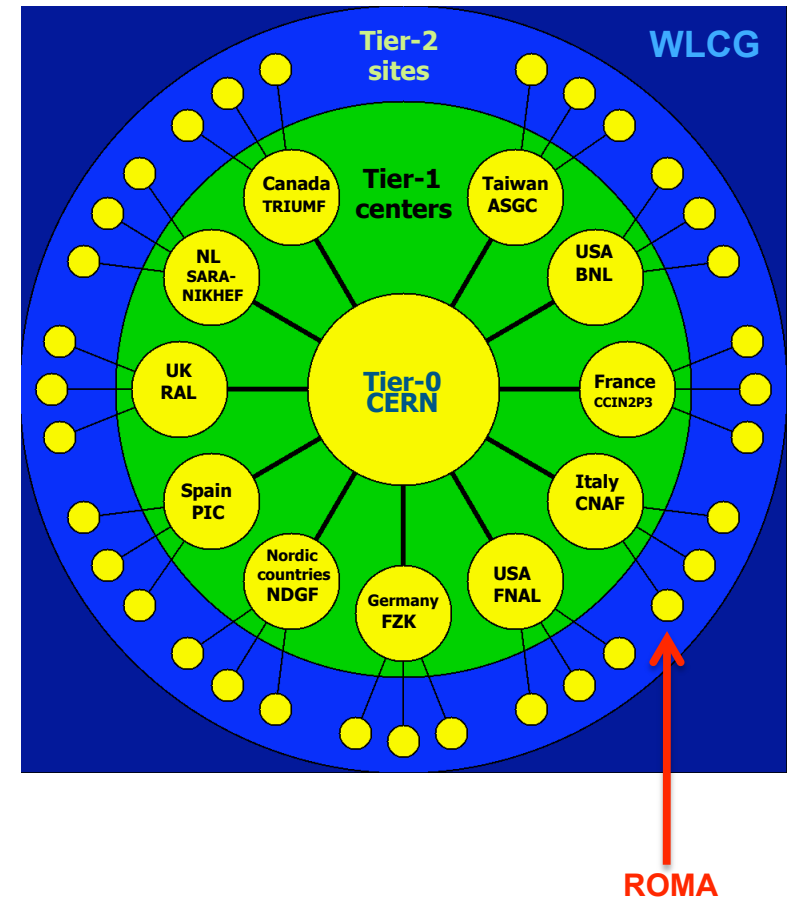 WLCG
Tier-2
sites
Tier-1
centers
Canada
TRIUMF
Taiwan
ASGC
NL
SARA-
NIKHEF
USA
BNL
UK
RAL
Tier-0
CERN
France
CCIN2P3
Spain
PIC
Italy
CNAF
Nordic
countries
NDGF
Germany
FZK
USA
FNAL
ROMA